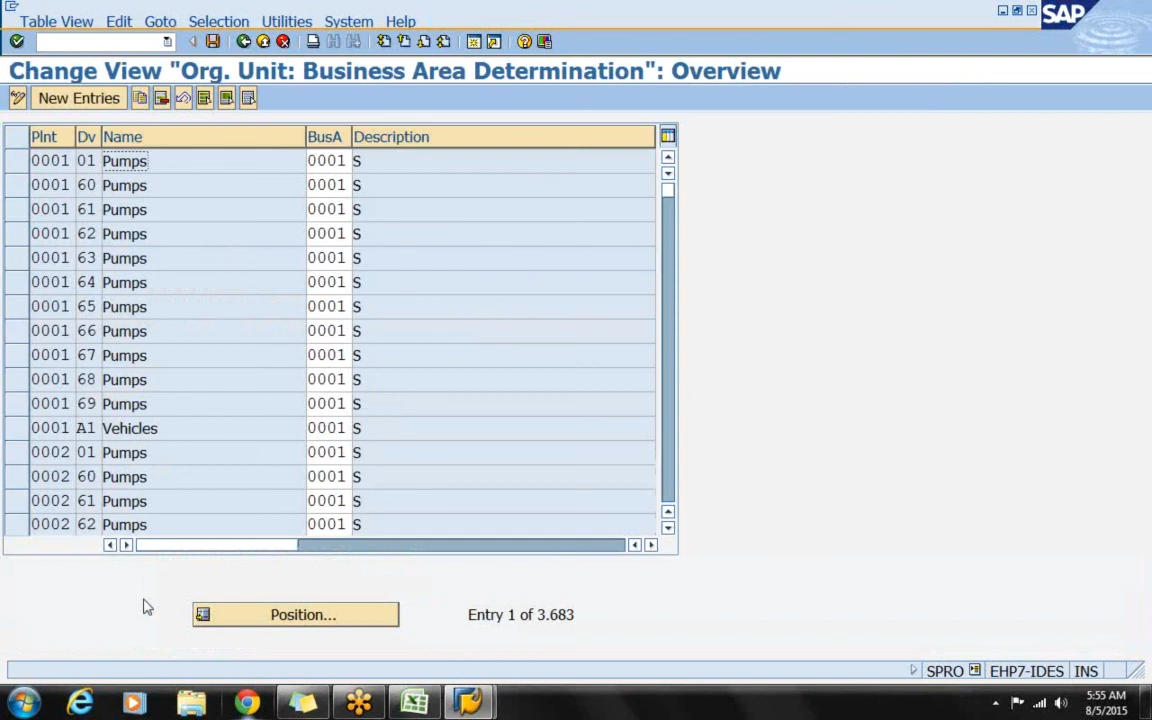 Table View Edit Goto Selection Utilities System Help
SAP
Change View "Org. Unit: Business Area Determination": Overview
New Entries
Plnt Dv Name BusA Description
0001 01 Pumps 0001 S
0001 60 Pumps 0001 S
0001 61 Pumps 0001 S
0001 62 Pumps 0001 S
0001 63 Pumps 0001 S
0001 64 Pumps 0001 S
0001 65 Pumps 0001 S
0001 66 Pumps 0001 S
0001 67 Pumps 0001 S
0001 68 Pumps 0001 S
0001 69 Pumps 0001 S
0001 A1 Vehicles 0001 S
0002 01 Pumps 0001 S
0002 60 Pumps 0001 S
0002 61 Pumps 0001 S
0002 62 Pumps 0001 S
Position... Entry 1 of 3.683
SPRO EHP7-IDES INS
5:55 AM
8/5/2015